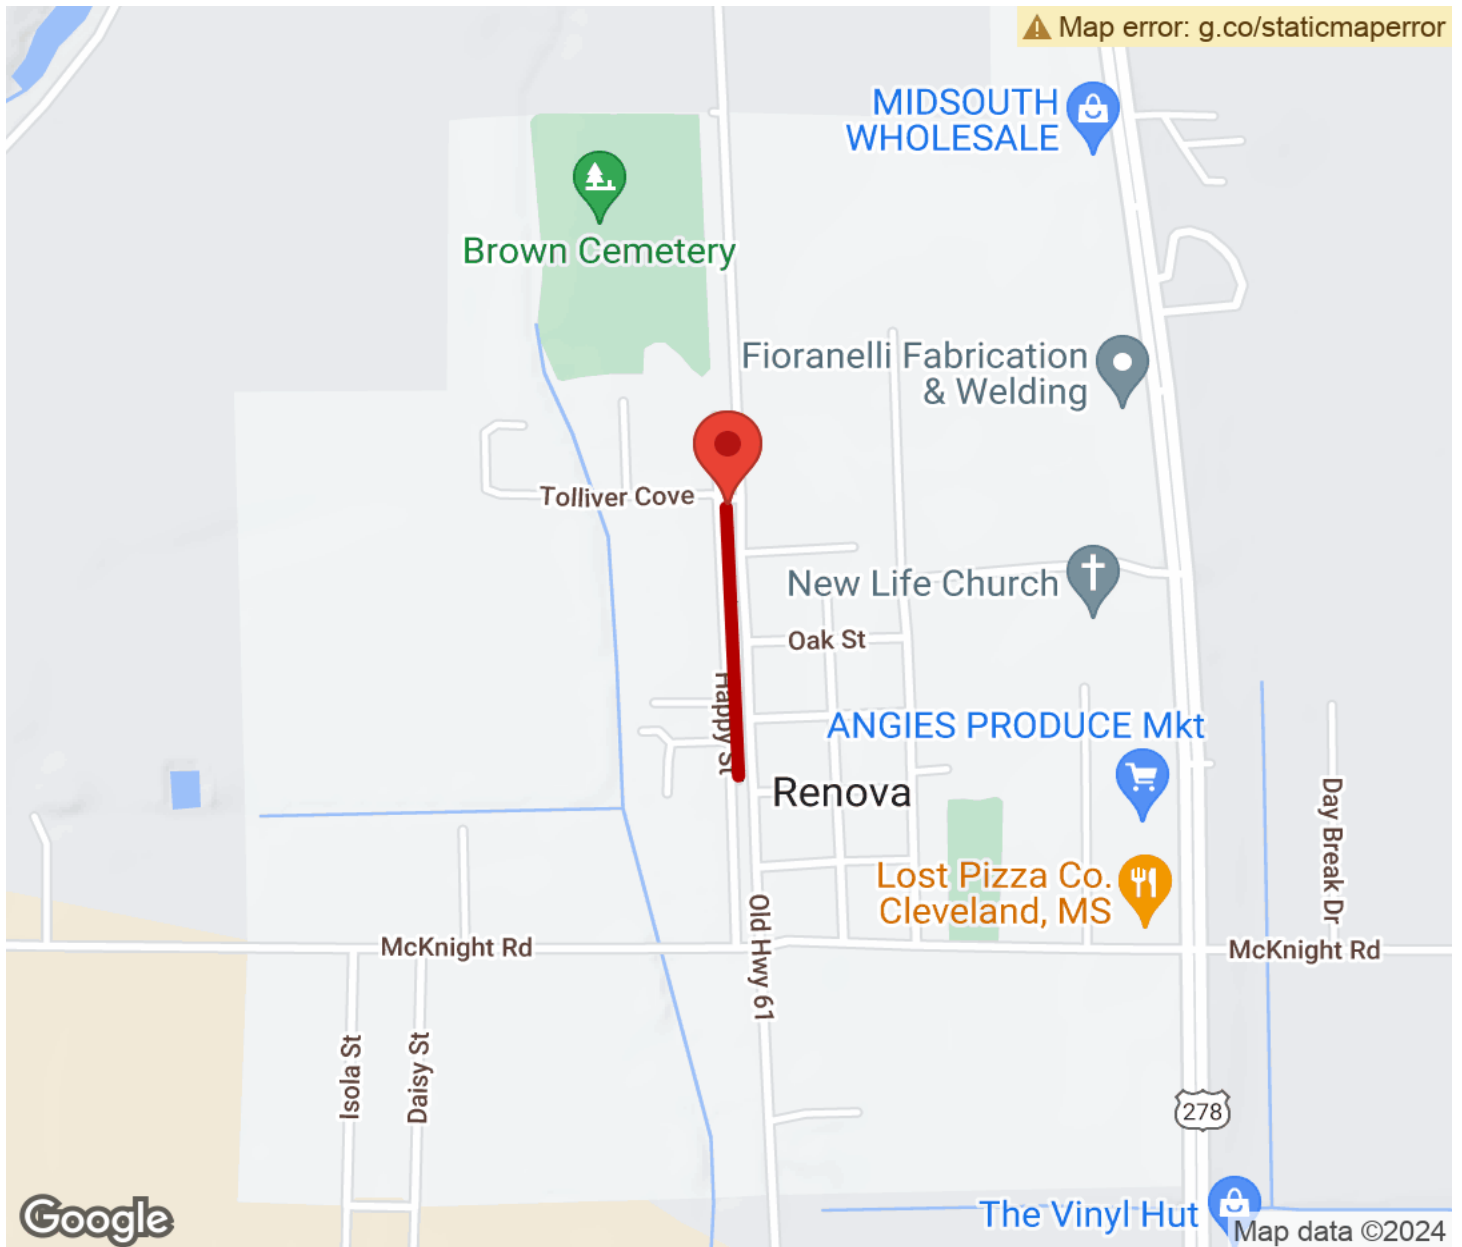 Map error: g.co/staticmaperror
MIDSOUTH
WHOLESALE
Brown Cemetery
Fioranelli Fabrication
& Welding
Tolliver Cove
New Life Church
Oak St
Happy St
ANGIES PRODUCE Mkt
Renova
Day Break Dr
Lost Pizza Co.
Cleveland, MS
Old Hwy 61
McKnight Rd
McKnight Rd
Isola St
Daisy St
278
The Vinyl Hut
Google
Map data ©2024